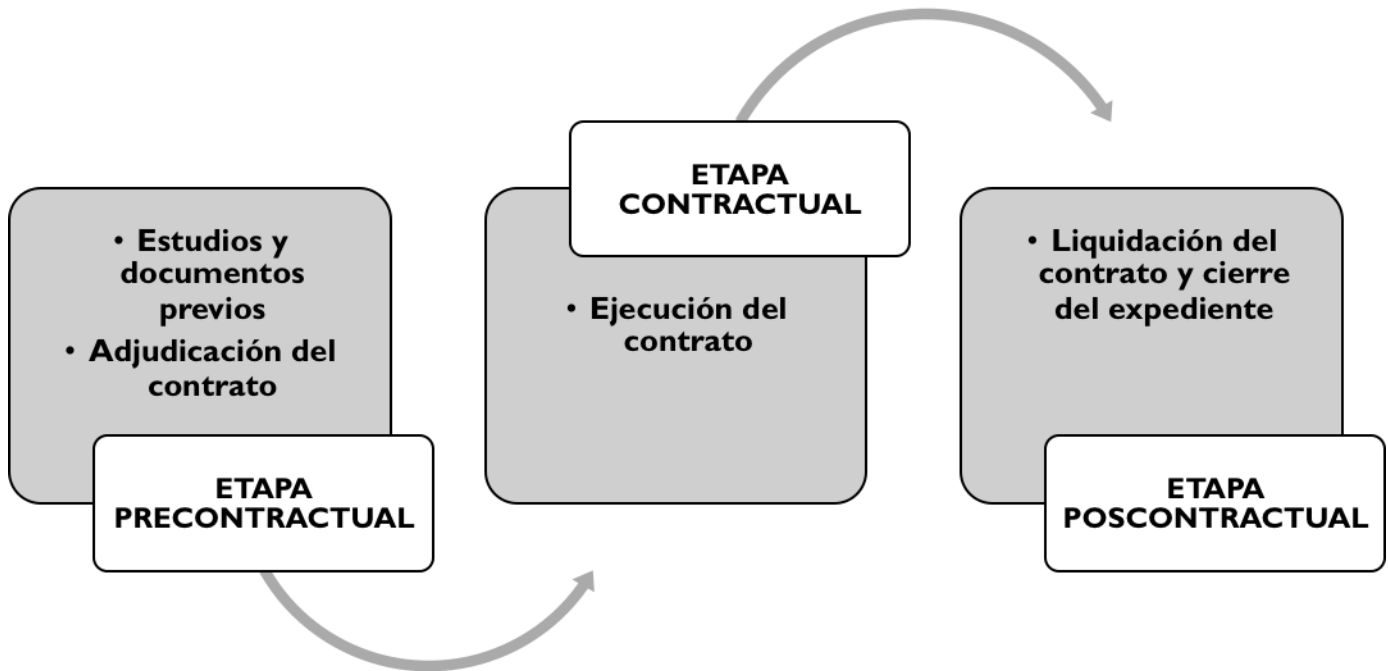 • Estudios y
documentos
previos
• Adjudicación del
contrato
ETAPA
PRECONTRACTUAL
ETAPA
CONTRACTUAL
• Ejecución del
contrato
• Liquidación del
contrato y cierre
del expediente
ETAPA
POSCONTRACTUAL